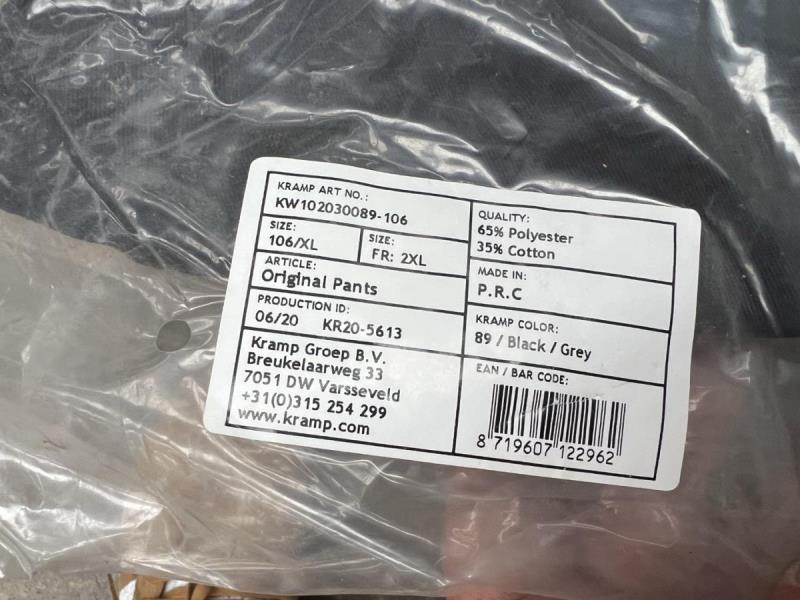 KRAMP ART NO.:
KW102030089-106
SIZE:
106/XL
SIZE:
FR: 2XL
ARTICLE:
Original Pants
PRODUCTION ID:
06/20 KR20-5613
Kramp Groep B.V.
Breukelaarweg 33
7051 DW Varsseveld
+31(0)315 254 299
www.kramp.com
QUALITY:
65% Polyester
35% Cotton
MADE IN:
P.R.C
KRAMP COLOR:
89 / Black / Grey
EAN / BAR CODE:
8 719607 122962